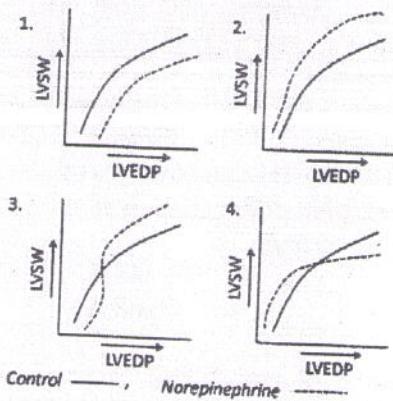 1.
2.
LVSW
LVSW
LVEDP
LVEDP
3.
4.
LVSW
LVSW
LVEDP
LVEDP
Control , Norepinephrine